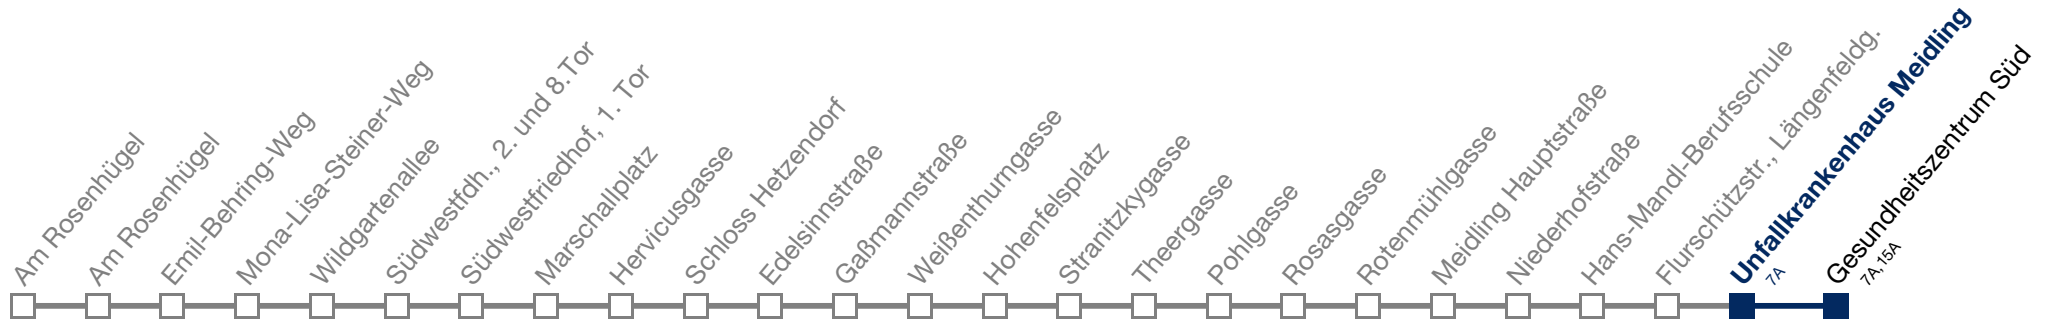 Am Rosenhügel
Am Rosenhügel
Emil-Behring-Weg
Mona-Lisa-Steiner-Weg
Wildgartenallee
Südwestfdh., 2. und 8.Tor
Südwestfriedhof, 1. Tor
Marschallplatz
Hervicusgasse
Schloss Hetzendorf
Edelsinnstraße
Gaßmannstraße
Weißenthurngasse
Hohenfelsplatz
Stranitzkygasse
Theergasse
Pohlgasse
Rosasgasse
Rotenmühlgasse
Meidling Hauptstraße
Niederhofstraße
Hans-Mandl-Berufsschule
Flurschützstr., Längenfeldg.
Unfallkrankenhaus Meidling
7A
Gesundheitszentrum Süd
7A,15A